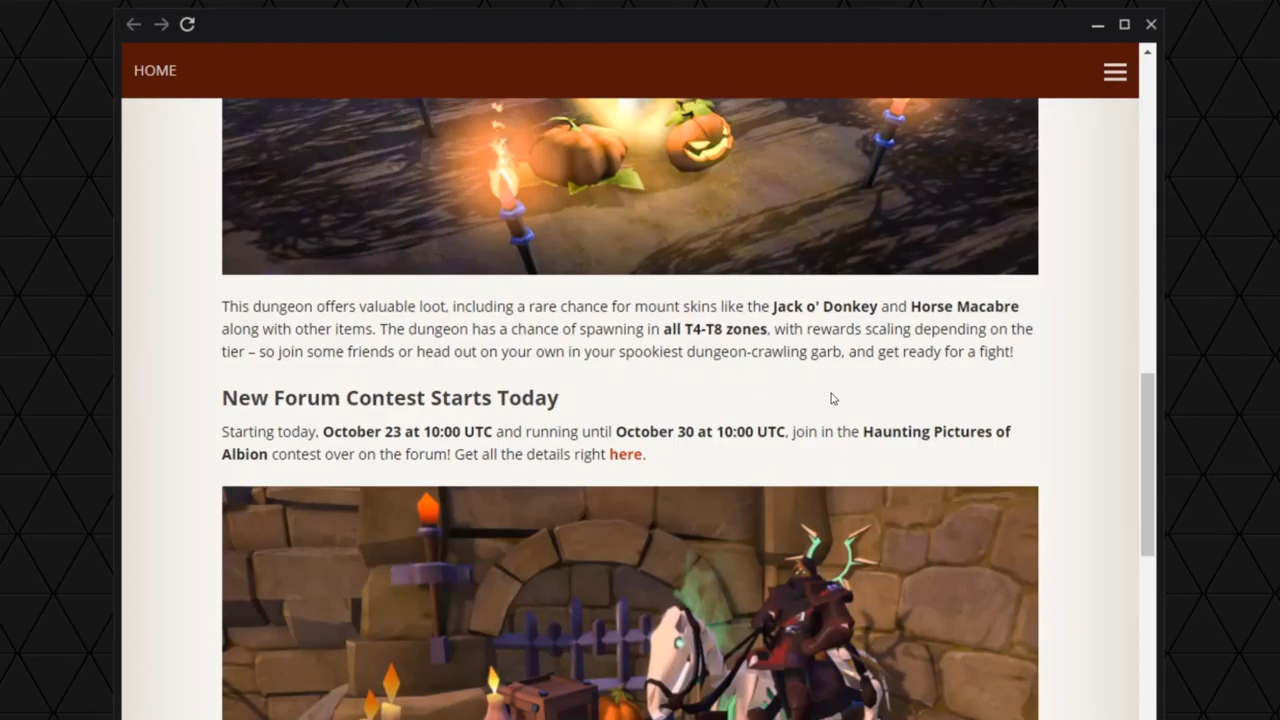 HOME
This dungeon offers valuable loot, including a rare chance for mount skins like the Jack o' Donkey and Horse Macabre
along with other items. The dungeon has a chance of spawning in all T4-T8 zones, with rewards scaling depending on the
tier – so join some friends or head out on your own in your spookiest dungeon-crawling garb, and get ready for a fight!
New Forum Contest Starts Today
Starting today, October 23 at 10:00 UTC and running until October 30 at 10:00 UTC, join in the Haunting Pictures of
Albion contest over on the forum! Get all the details right here.